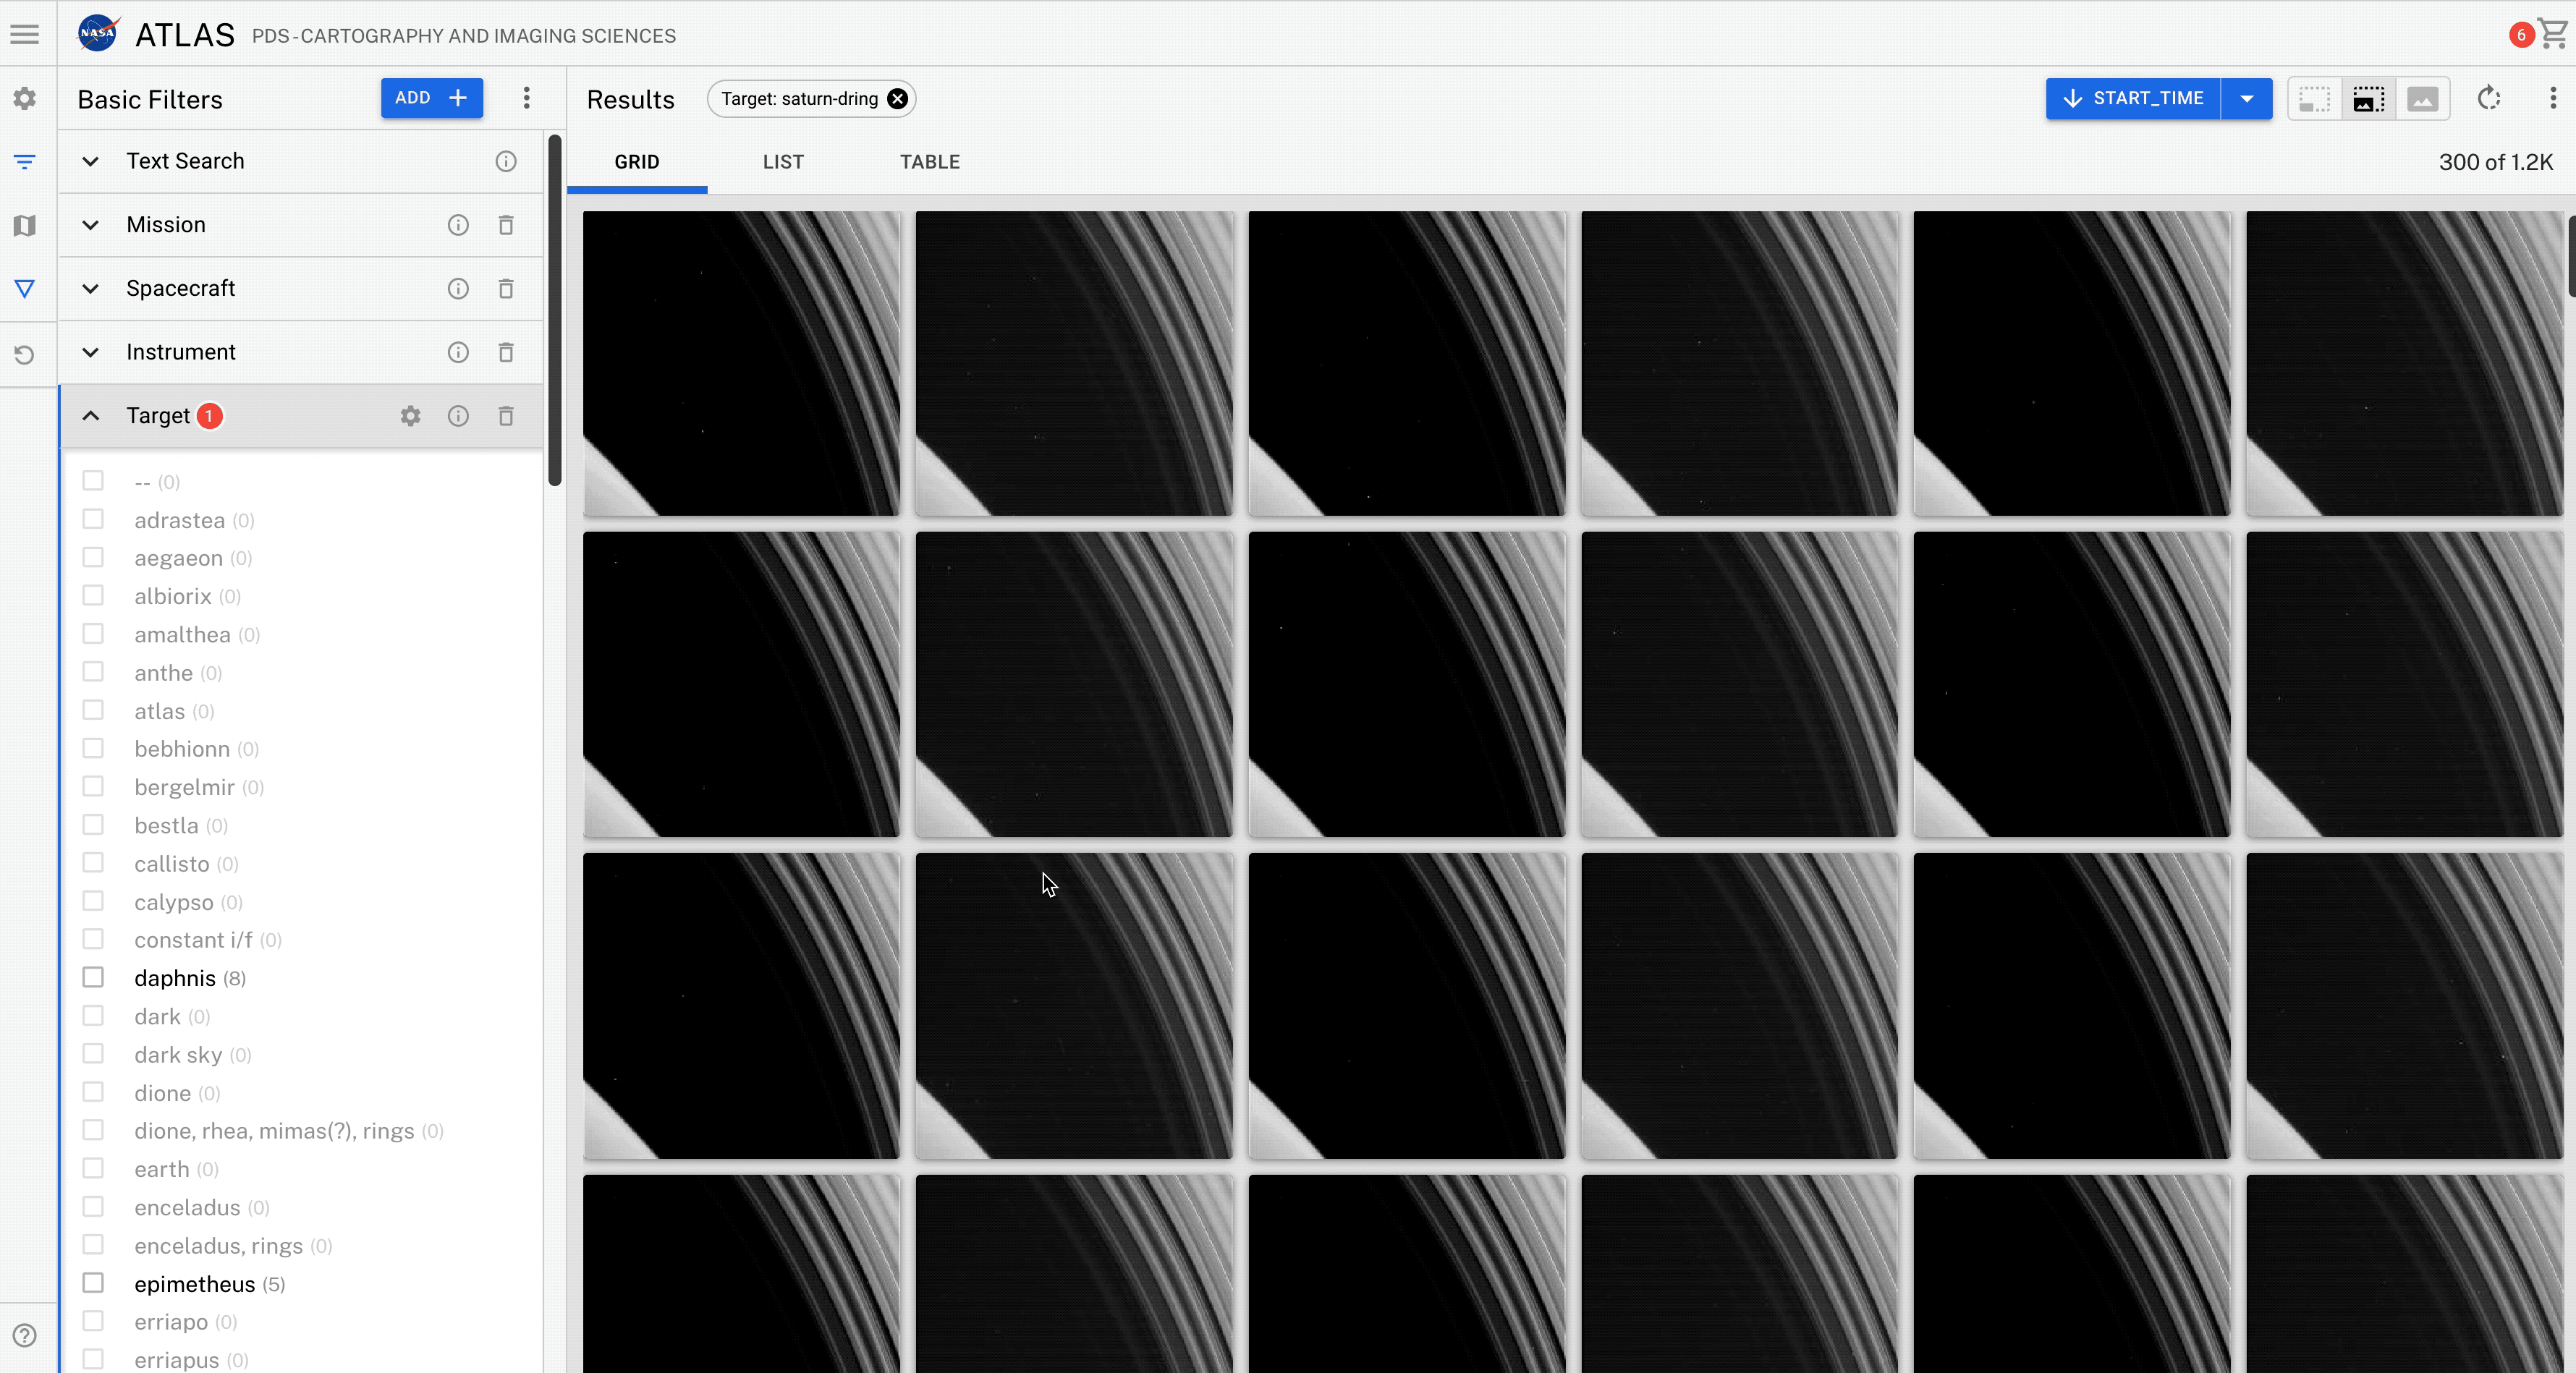 NASA ATLAS PDS - CARTOGRAPHY AND IMAGING SCIENCES 6
Basic Filters ADD
Results Target: saturn-dring START_TIME
GRID LIST TABLE 300 of 1.2K
Text Search
Mission
Spacecraft
Instrument
Target 1
-- (0)
adrastea (0)
aegaeon (0)
albiorix (0)
amalthea (0)
anthe (0)
atlas (0)
bebhionn (0)
bergelmir (0)
bestla (0)
callisto (0)
calypso (0)
constant i/f (0)
daphnis (8)
dark (0)
dark sky (0)
dione (0)
dione, rhea, mimas(?), rings (0)
earth (0)
enceladus (0)
enceladus, rings (0)
epimetheus (5)
erriapo (0)
erriapus (0)